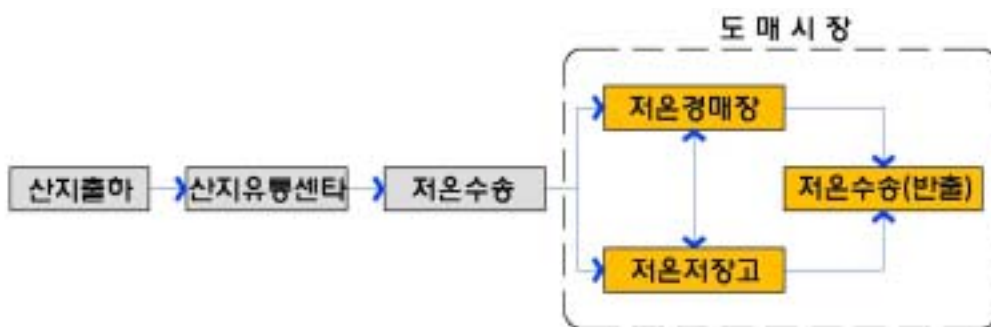 도 매 시 장
저온경매장
산지출하
산지유통센타
저온수송
저온수송(반출)
저온저장고